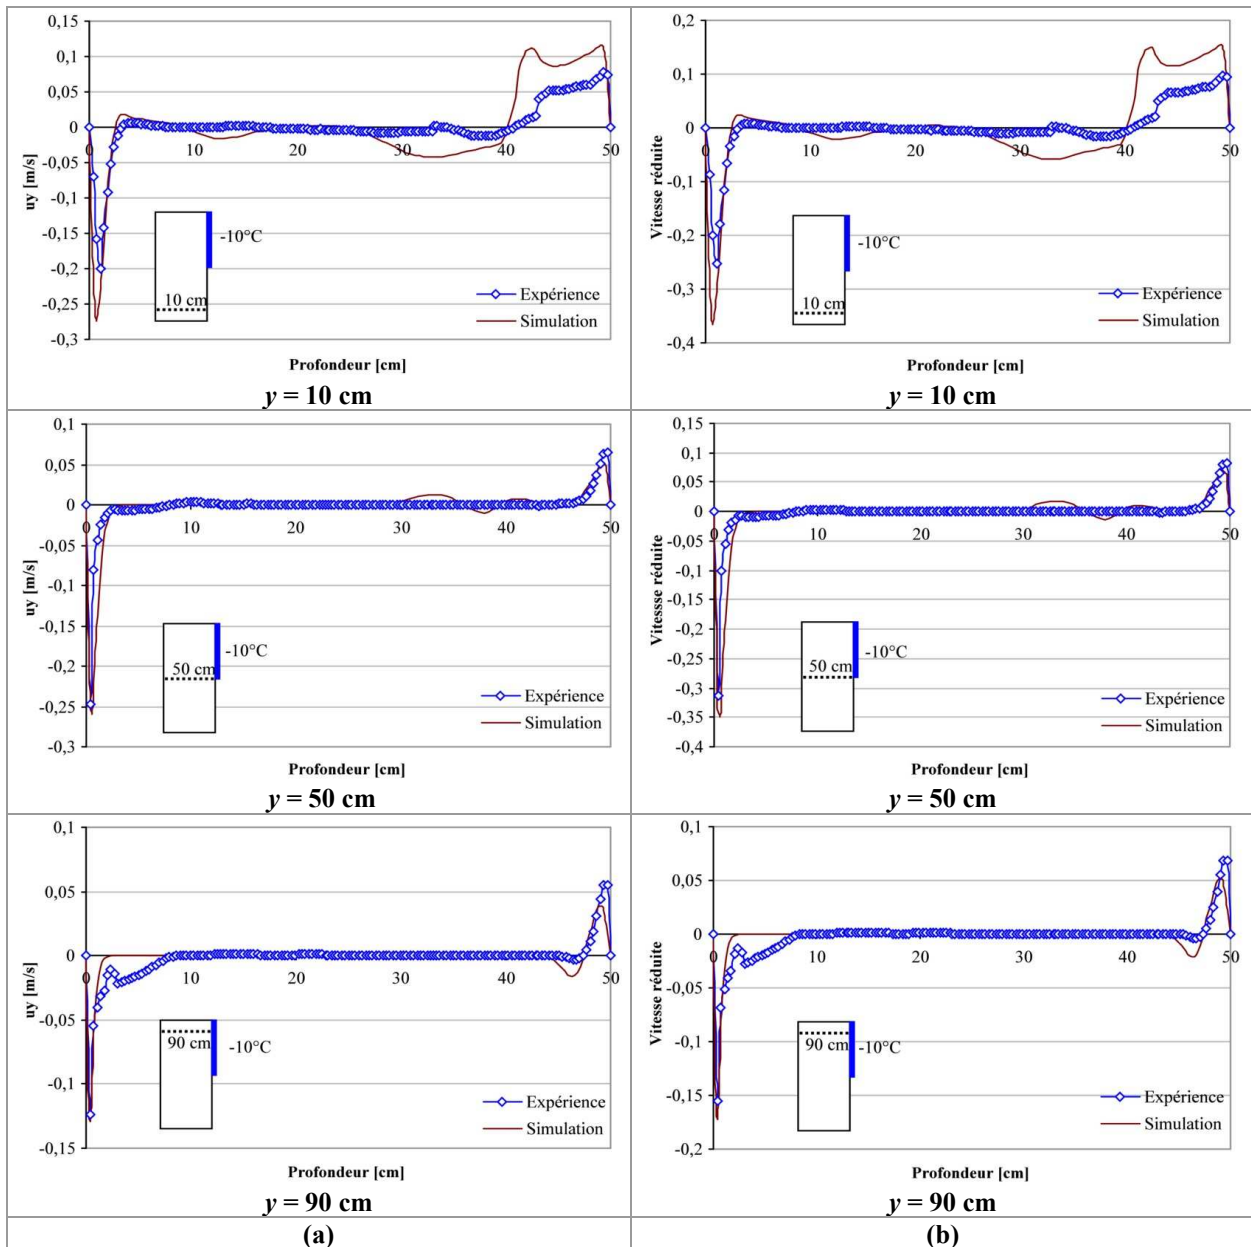 0,15
0,1
0,05
0
-0,05
-0,1
-0,15
-0,2
-0,25
-0,3
uy [m/s]
0 10 20 30 40 50
-10°C
10 cm
Expérience
Simulation
Profondeur [cm]
y = 10 cm
0,2
0,1
0
-0,1
-0,2
-0,3
-0,4
Vitesse réduite
0 10 20 30 40 50
-10°C
10 cm
Expérience
Simulation
Profondeur [cm]
y = 10 cm
0,1
0,05
0
-0,05
-0,1
-0,15
-0,2
-0,25
-0,3
uy [m/s]
0 10 20 30 40 50
50 cm
-10°C
Expérience
Simulation
Profondeur [cm]
y = 50 cm
0,15
0,1
0,05
0
-0,05
-0,1
-0,15
-0,2
-0,25
-0,3
-0,35
-0,4
Vitessse réduite
0 10 20 30 40 50
50 cm
-10°C
Expérience
Simulation
Profondeur [cm]
y = 50 cm
0,1
0,05
0
-0,05
-0,1
-0,15
uy [m/s]
0 10 20 30 40 50
90 cm
-10°C
Expérience
Simulation
Profondeur [cm]
y = 90 cm
0,1
0,05
0
-0,05
-0,1
-0,15
-0,2
Vitesse réduite
0 10 20 30 40 50
90 cm
-10°C
Expérience
Simulation
Profondeur [cm]
y = 90 cm
(a)
(b)